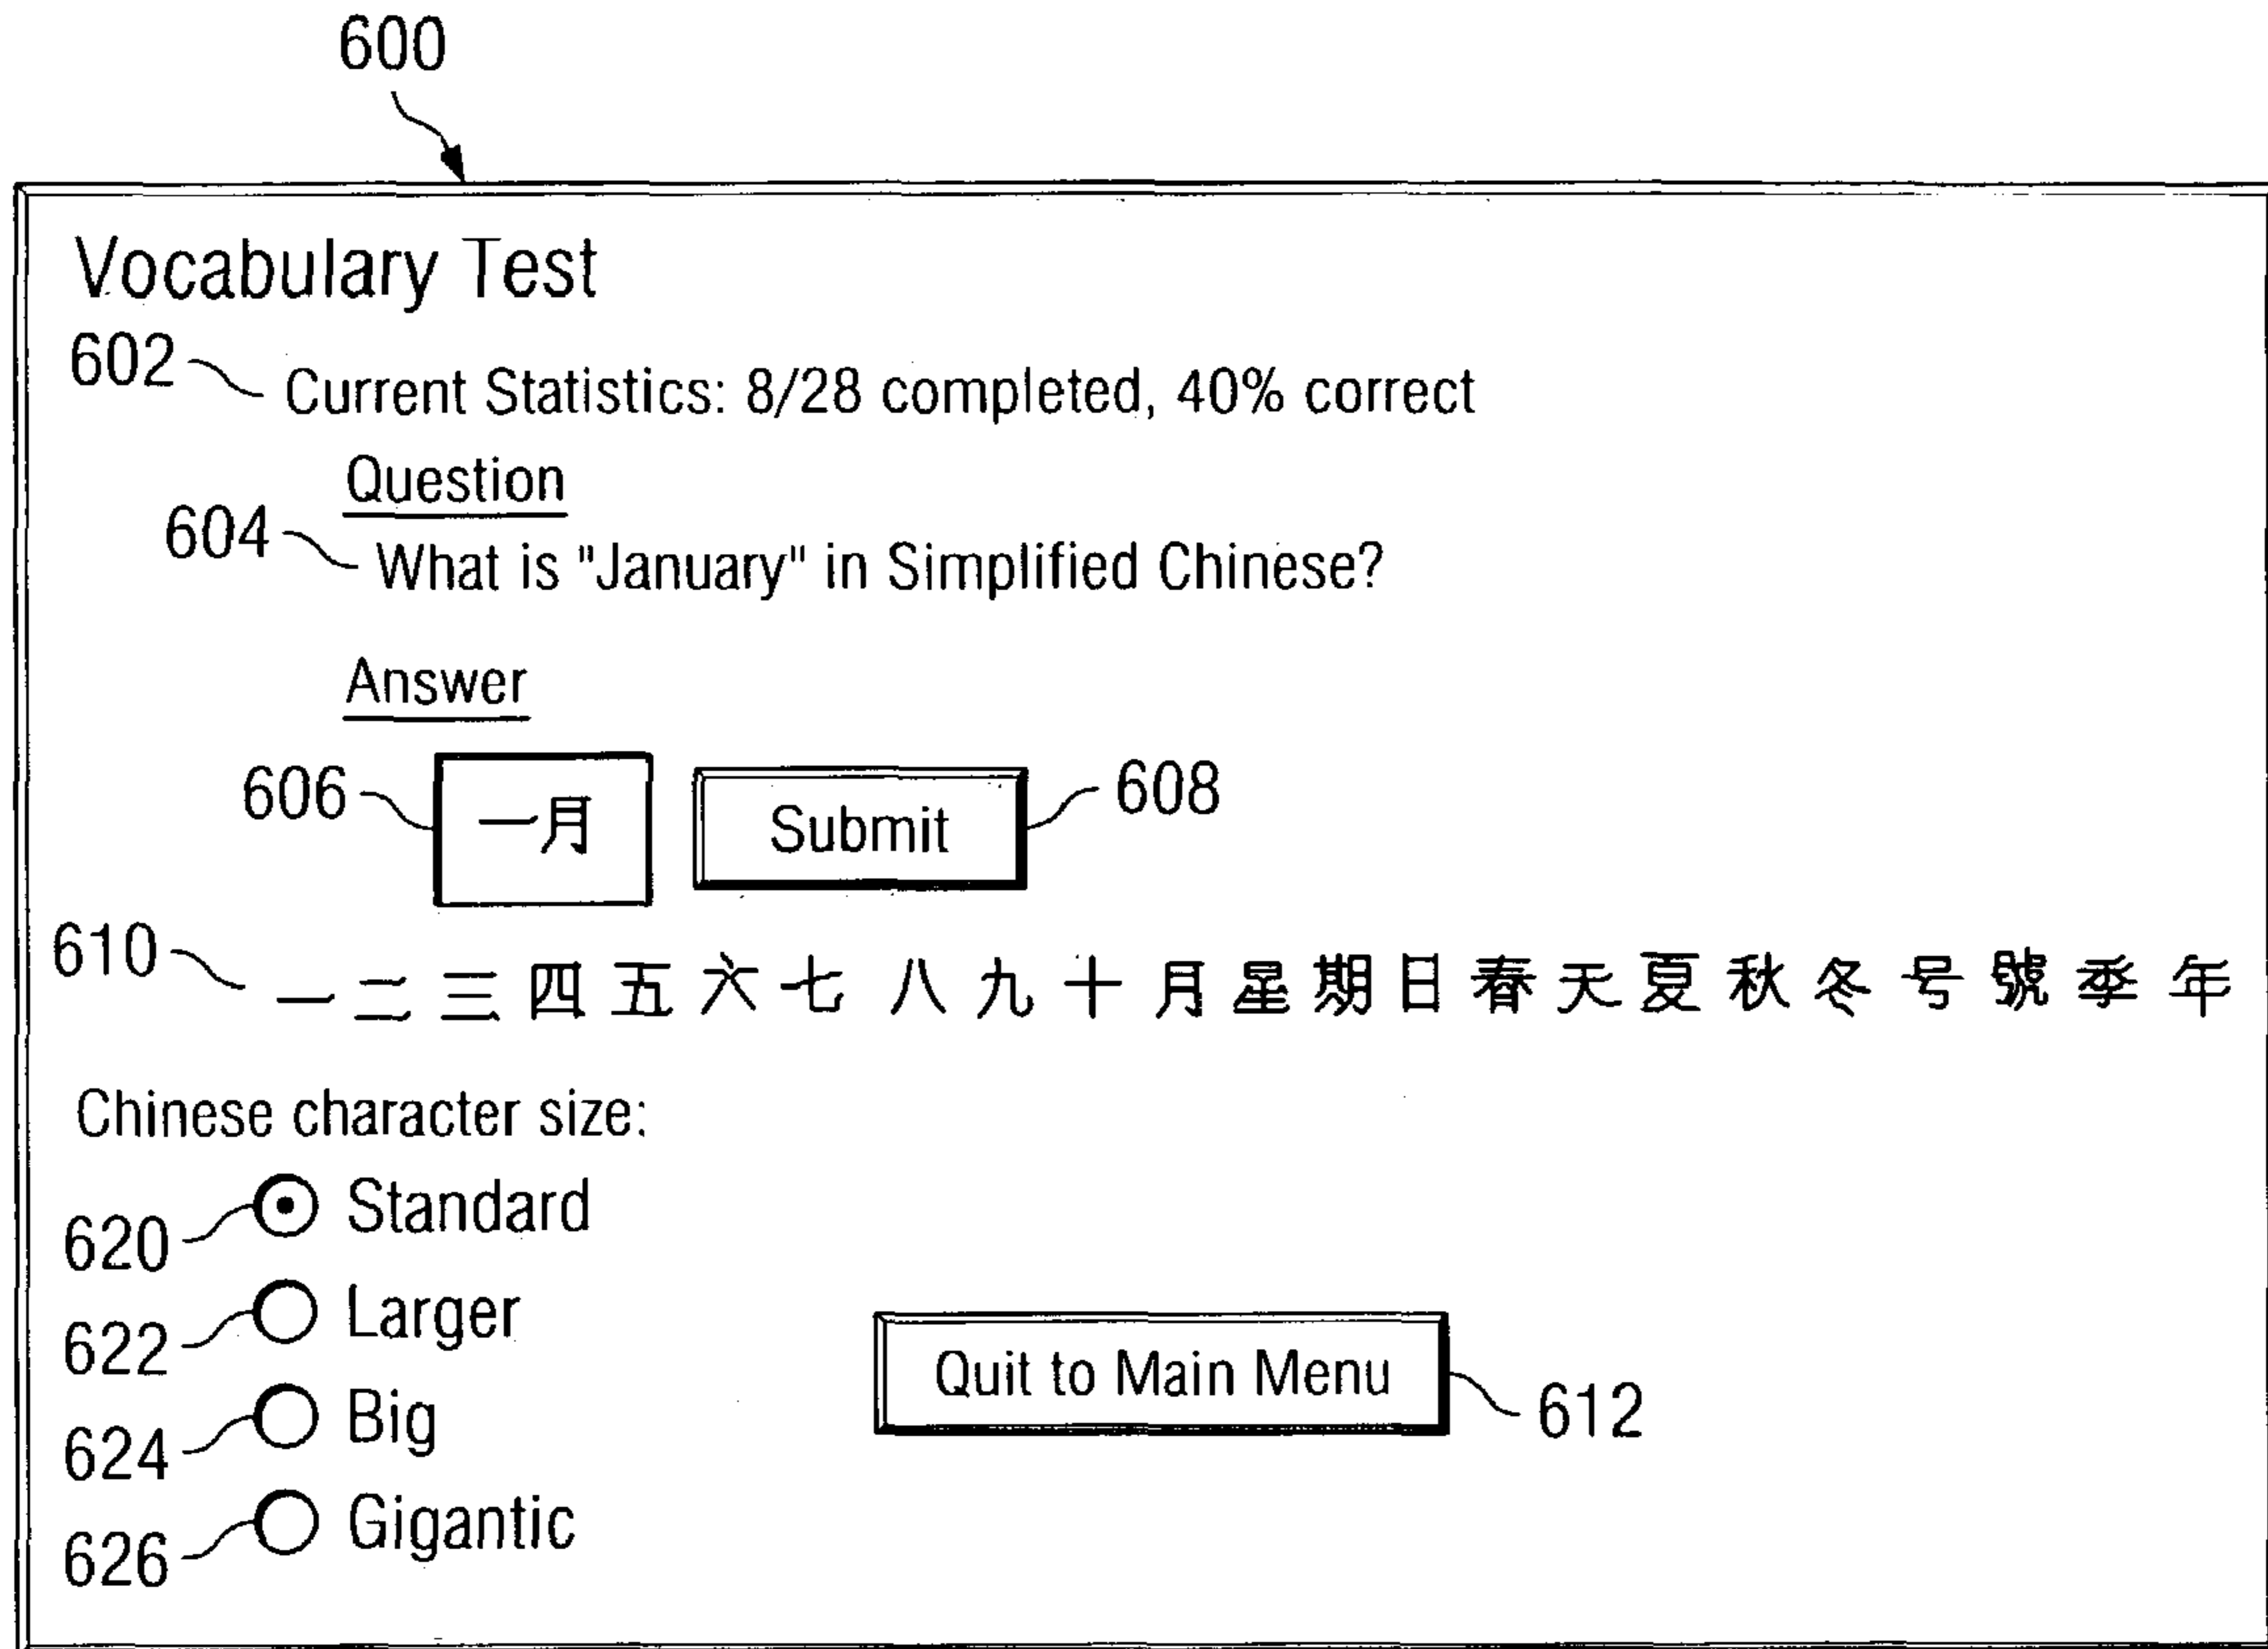 600
Vocabulary Test
602 Current Statistics: 8/28 completed, 40% correct
Question
604 What is "January" in Simplified Chinese?
Answer
606 一月 Submit 608
610 一 二 三 四 五 六 七 八 九 十 月 星 期 日 春 天 夏 秋 冬 号 號 季 年
Chinese character size:
620 Standard
622 Larger
624 Big
626 Gigantic
Quit to Main Menu 612